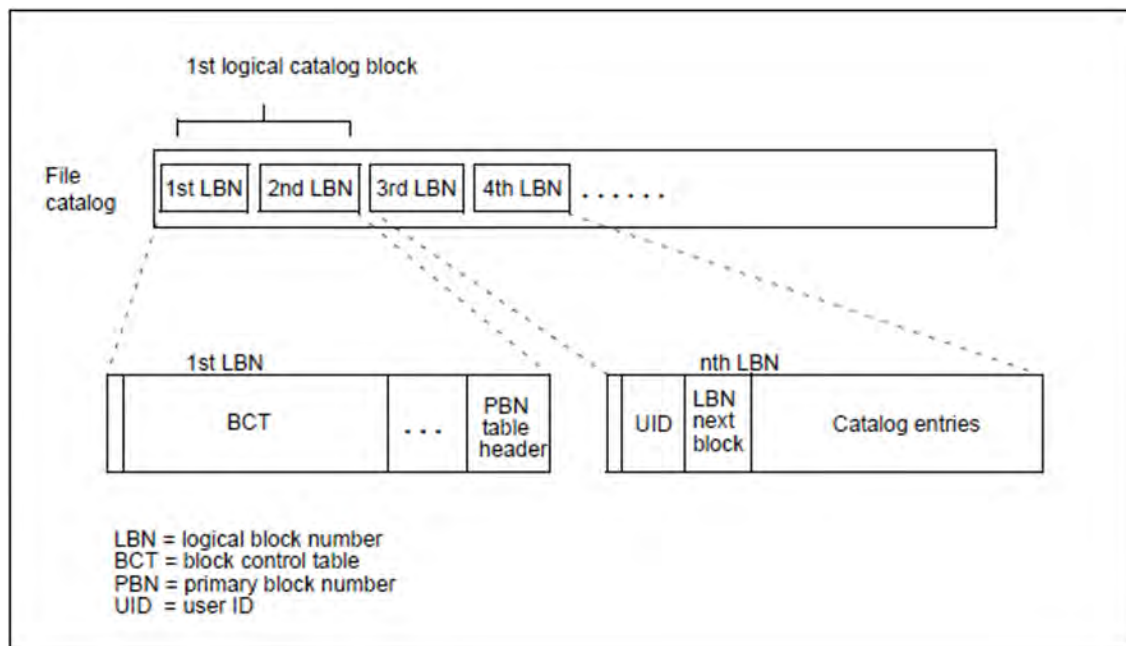 1st logical catalog block
File
catalog
1st LBN
2nd LBN
3rd LBN
4th LBN
. . . . . .
1st LBN
BCT
. . .
PBN
table
header
nth LBN
UID
LBN
next
block
Catalog entries
LBN = logical block number
BCT = block control table
PBN = primary block number
UID = user ID